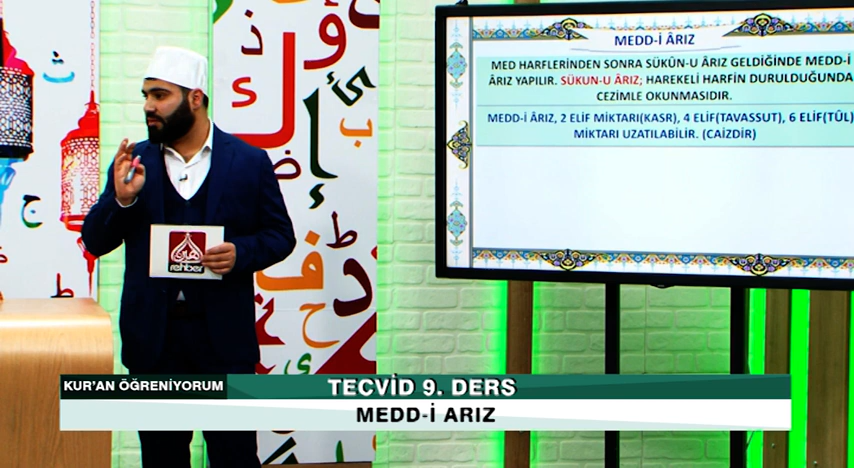 MEDD-İ ÂRIZ
MED HARFLERİNDEN SONRA SÜKÛN-U ÂRIZ GELDİĞİNDE MEDD-İ
ÂRIZ YAPILIR. SÜKUN-U ÂRIZ; HAREKELİ HARFİN DURULDUĞUNDA
CEZİMLE OKUNMASIDIR.
MEDD-İ ÂRIZ, 2 ELİF MİKTARI(KASR), 4 ELİF(TAVASSUT), 6 ELİF(TÛL)
MİKTARI UZATILABİLİR. (CAİZDİR)
rehber
KUR'AN ÖĞRENİYORUM
TECVİD 9. DERS
MEDD-İ ARIZ